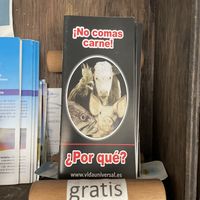 ¡No comas
carne!
¿Por qué?
www.vidauniversal.es
gratis